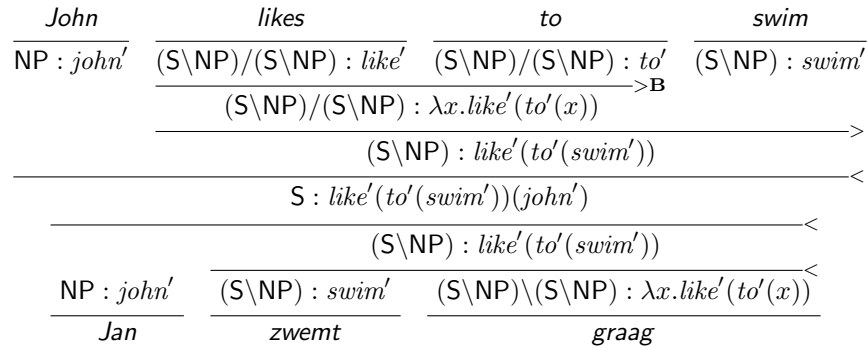 John likes to swim
NP : john′ (S\NP)/(S\NP) : like′ (S\NP)/(S\NP) : to′ (S\NP) : swim′
>B
(S\NP)/(S\NP) : λx.like′(to′(x))
>
(S\NP) : like′(to′(swim′))
<
S : like′(to′(swim′))(john′)
<
(S\NP) : like′(to′(swim′))
<
NP : john′ (S\NP) : swim′ (S\NP)\(S\NP) : λx.like′(to′(x))
Jan zwemt graag